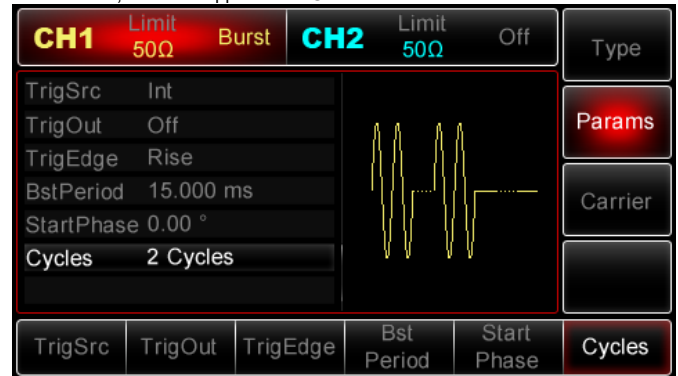 CH1 Limit 50Ω Burst CH2 Limit 50Ω Off
Type
TrigSrc Int
TrigOut Off
Params
TrigEdge Rise
BstPeriod 15.000 ms
Carrier
StartPhase 0.00 °
Cycles 2 Cycles
TrigSrc TrigOut TrigEdge Bst Period Start Phase Cycles